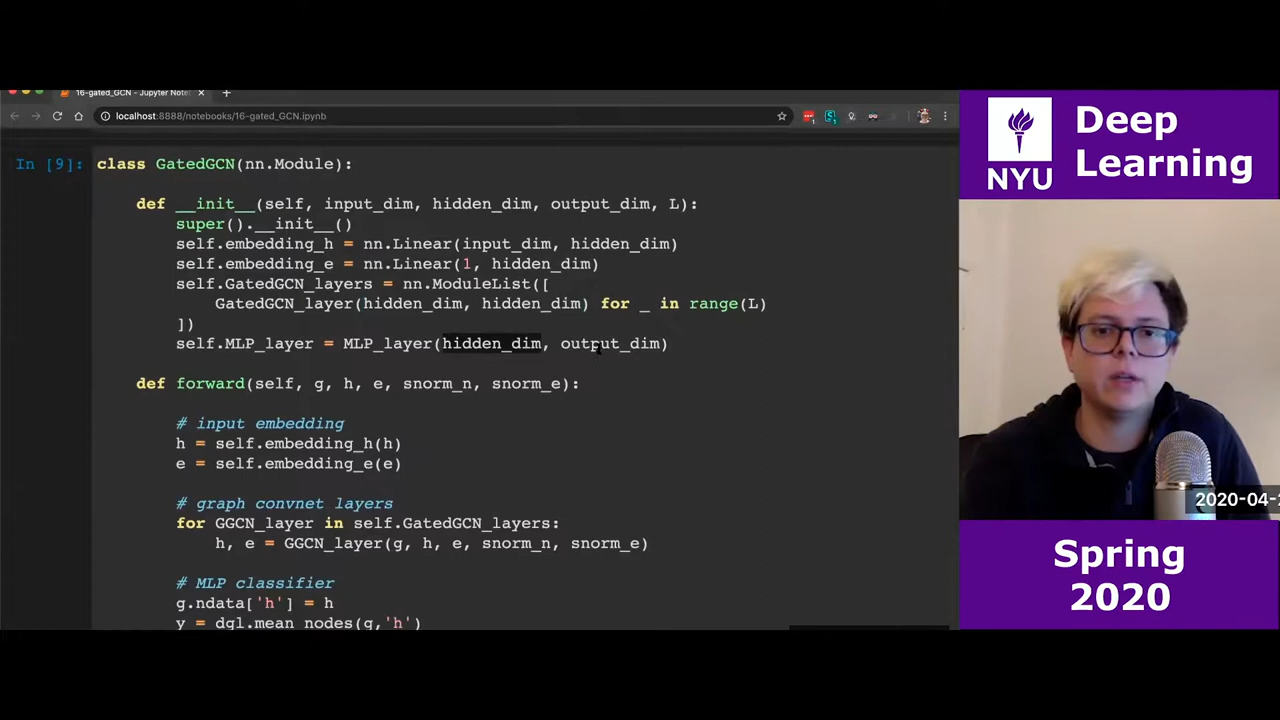 16-gated_GCN - Jupyter Note
localhost:8888/notebooks/16-gated_GCN.ipynb
In [9]:
class GatedGCN(nn.Module):
def __init__(self, input_dim, hidden_dim, output_dim, L):
super().__init__()
self.embedding_h = nn.Linear(input_dim, hidden_dim)
self.embedding_e = nn.Linear(1, hidden_dim)
self.GatedGCN_layers = nn.ModuleList([
GatedGCN_layer(hidden_dim, hidden_dim) for _ in range(L)
])
self.MLP_layer = MLP_layer(hidden_dim, output_dim)
def forward(self, g, h, e, snorm_n, snorm_e):
# input embedding
h = self.embedding_h(h)
e = self.embedding_e(e)
# graph convnet layers
for GGCN_layer in self.GatedGCN_layers:
h, e = GGCN_layer(g, h, e, snorm_n, snorm_e)
# MLP classifier
g.ndata['h'] = h
y = dgl.mean_nodes(g,'h')
NYU
Deep
Learning
2020-04-2
Spring
2020